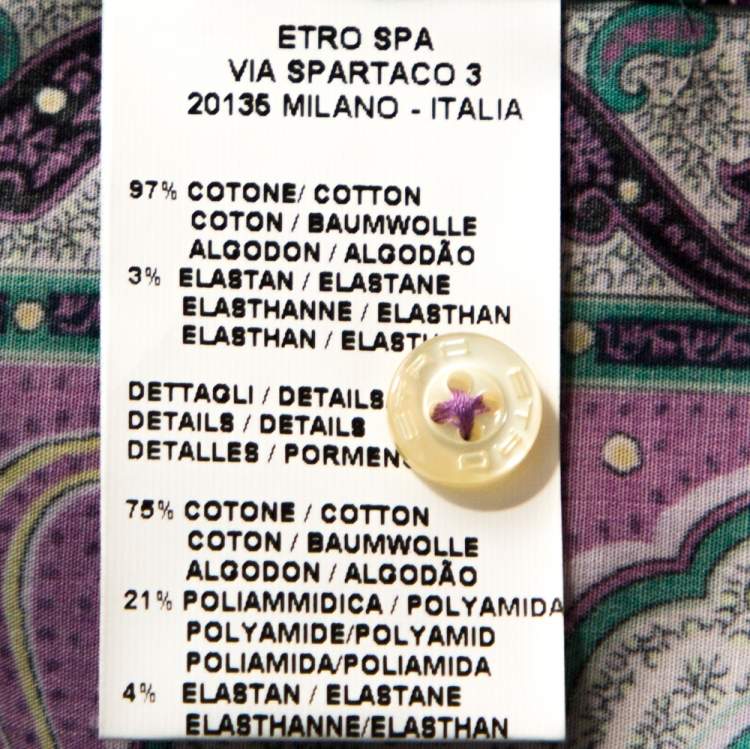 ETRO SPA
VIA SPARTACO 3
20135 MILANO - ITALIA
97% COTONE/ COTTON
COTON / BAUMWOLLE
ALGODON / ALGODÃO
3% ELASTAN / ELASTANE
ELASTHANNE / ELASTHAN
ELASTHAN /
DETTAGLI / DETAILS
DETAILS / DETAILS
DETALLES /
75% COTONE / COTTON
COTON / BAUMWOLLE
ALGODON / ALGODÃO
21% POLIAMMIDICA / POLYAMIDA
POLYAMIDE/POLYAMID
POLIAMIDA/POLIAMIDA
4% ELASTAN / ELASTANE
ELASTHANNE/ELASTHAN
ETRO
ETRO